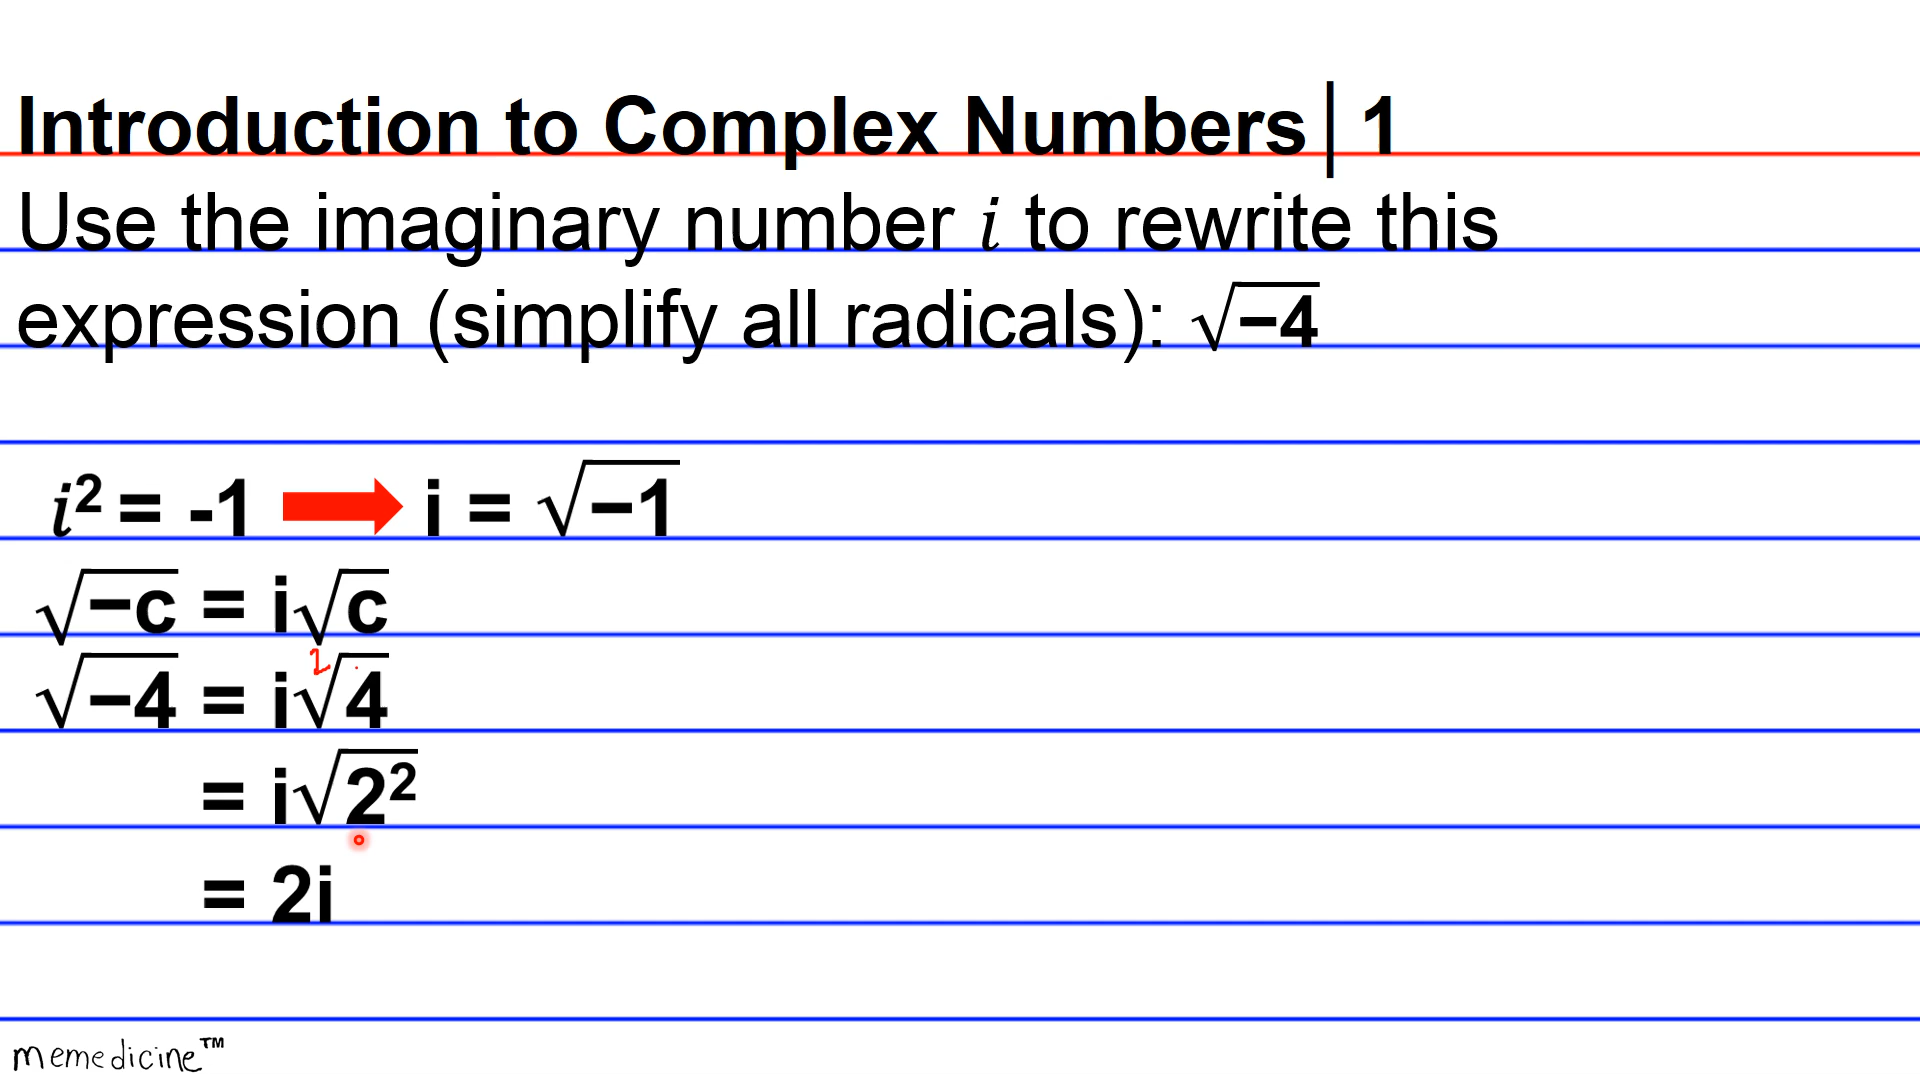 Introduction to Complex Numbers| 1
Use the imaginary number i to rewrite this
expression (simplify all radicals): √−4
i² = -1 ➡ i = √−1
√−c = i√c
√−4 = i²√4
= i√2²
= 2i
memedicine™